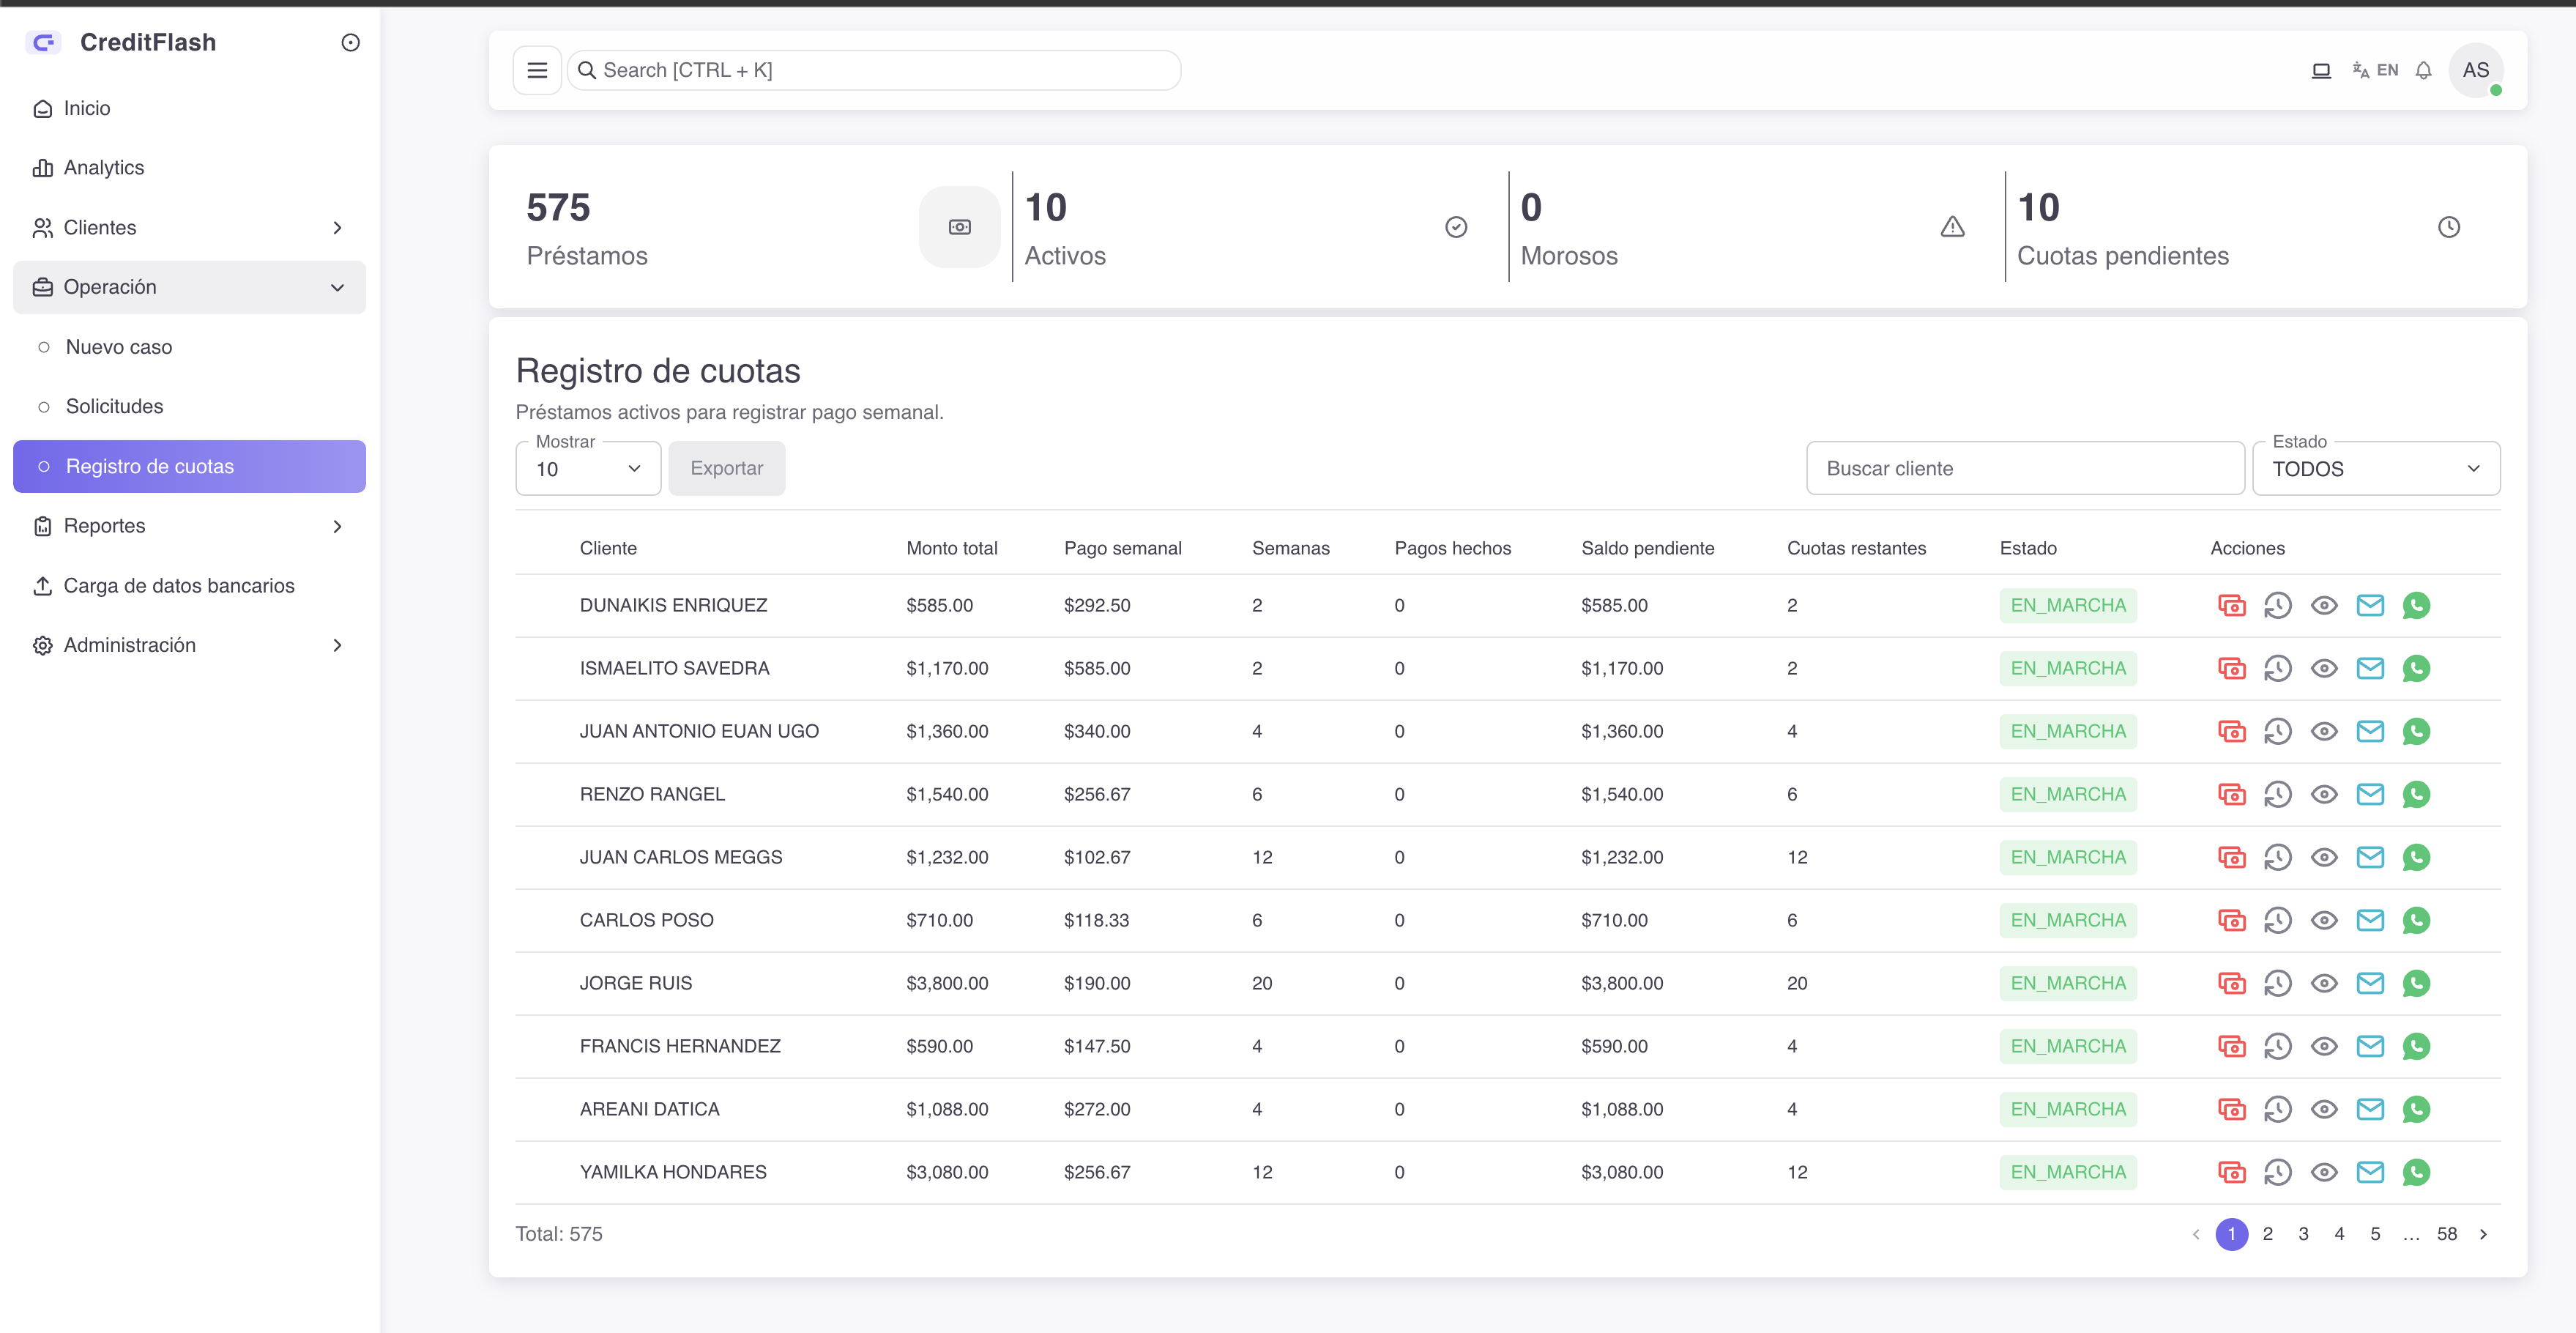 CreditFlash
Inicio
Analytics
Clientes
Operación
Nuevo caso
Solicitudes
Registro de cuotas
Reportes
Carga de datos bancarios
Administración
Search [CTRL + K]
EN
AS
575
Préstamos
10
Activos
0
Morosos
10
Cuotas pendientes
Registro de cuotas
Préstamos activos para registrar pago semanal.
Mostrar
10
Exportar
Buscar cliente
Estado
TODOS
Cliente Monto total Pago semanal Semanas Pagos hechos Saldo pendiente Cuotas restantes Estado Acciones
DUNAIKIS ENRIQUEZ $585.00 $292.50 2 0 $585.00 2 EN_MARCHA
ISMAELITO SAVEDRA $1,170.00 $585.00 2 0 $1,170.00 2 EN_MARCHA
JUAN ANTONIO EUAN UGO $1,360.00 $340.00 4 0 $1,360.00 4 EN_MARCHA
RENZO RANGEL $1,540.00 $256.67 6 0 $1,540.00 6 EN_MARCHA
JUAN CARLOS MEGGS $1,232.00 $102.67 12 0 $1,232.00 12 EN_MARCHA
CARLOS POSO $710.00 $118.33 6 0 $710.00 6 EN_MARCHA
JORGE RUIS $3,800.00 $190.00 20 0 $3,800.00 20 EN_MARCHA
FRANCIS HERNANDEZ $590.00 $147.50 4 0 $590.00 4 EN_MARCHA
AREANI DATICA $1,088.00 $272.00 4 0 $1,088.00 4 EN_MARCHA
YAMILKA HONDARES $3,080.00 $256.67 12 0 $3,080.00 12 EN_MARCHA
Total: 575
1 2 3 4 5 … 58